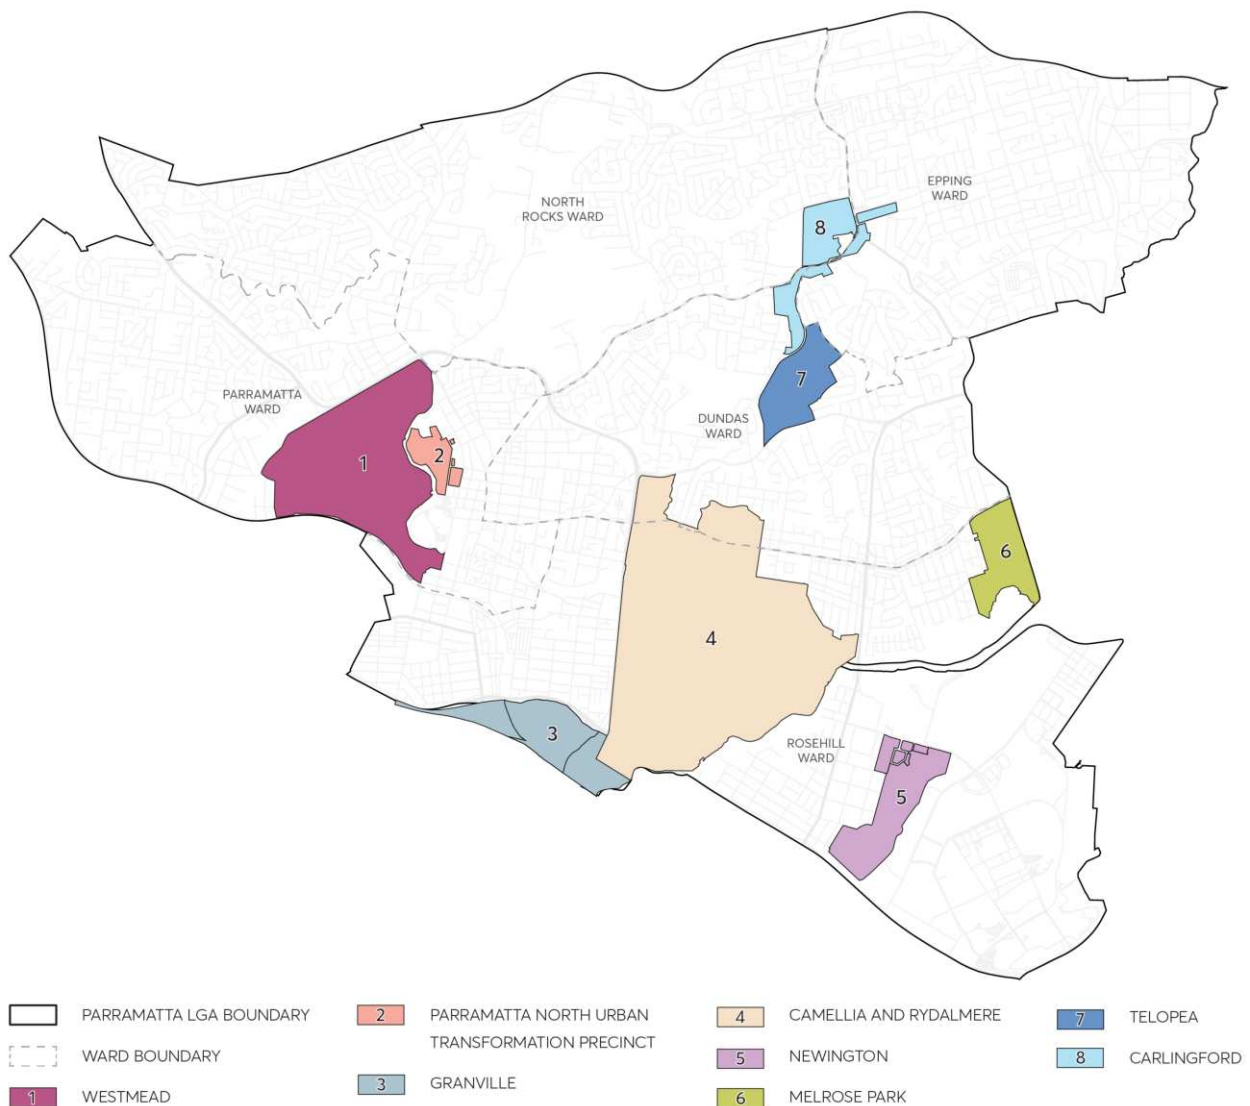 NORTH
ROCKS WARD
EPPING
WARD
8
PARRAMATTA
WARD
7
DUNDAS
WARD
1
2
6
4
3
ROSEHILL
WARD
5
PARRAMATTA LGA BOUNDARY
WARD BOUNDARY
1 WESTMEAD
2 PARRAMATTA NORTH URBAN
TRANSFORMATION PRECINCT
3 GRANVILLE
4 CAMELLIA AND RYDALMERE
5 NEWINGTON
6 MELROSE PARK
7 TELOPEA
8 CARLINGFORD